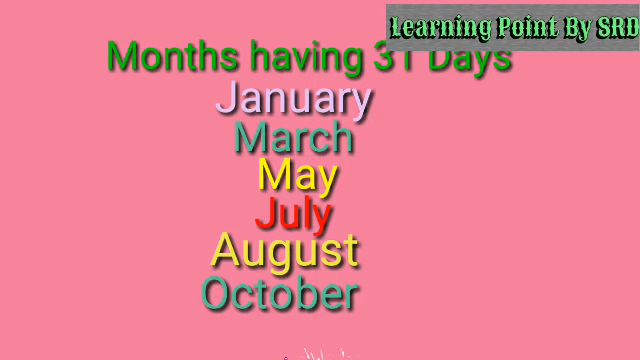 Learning Point By SRD
Months having 31 Days
January
March
May
July
August
October